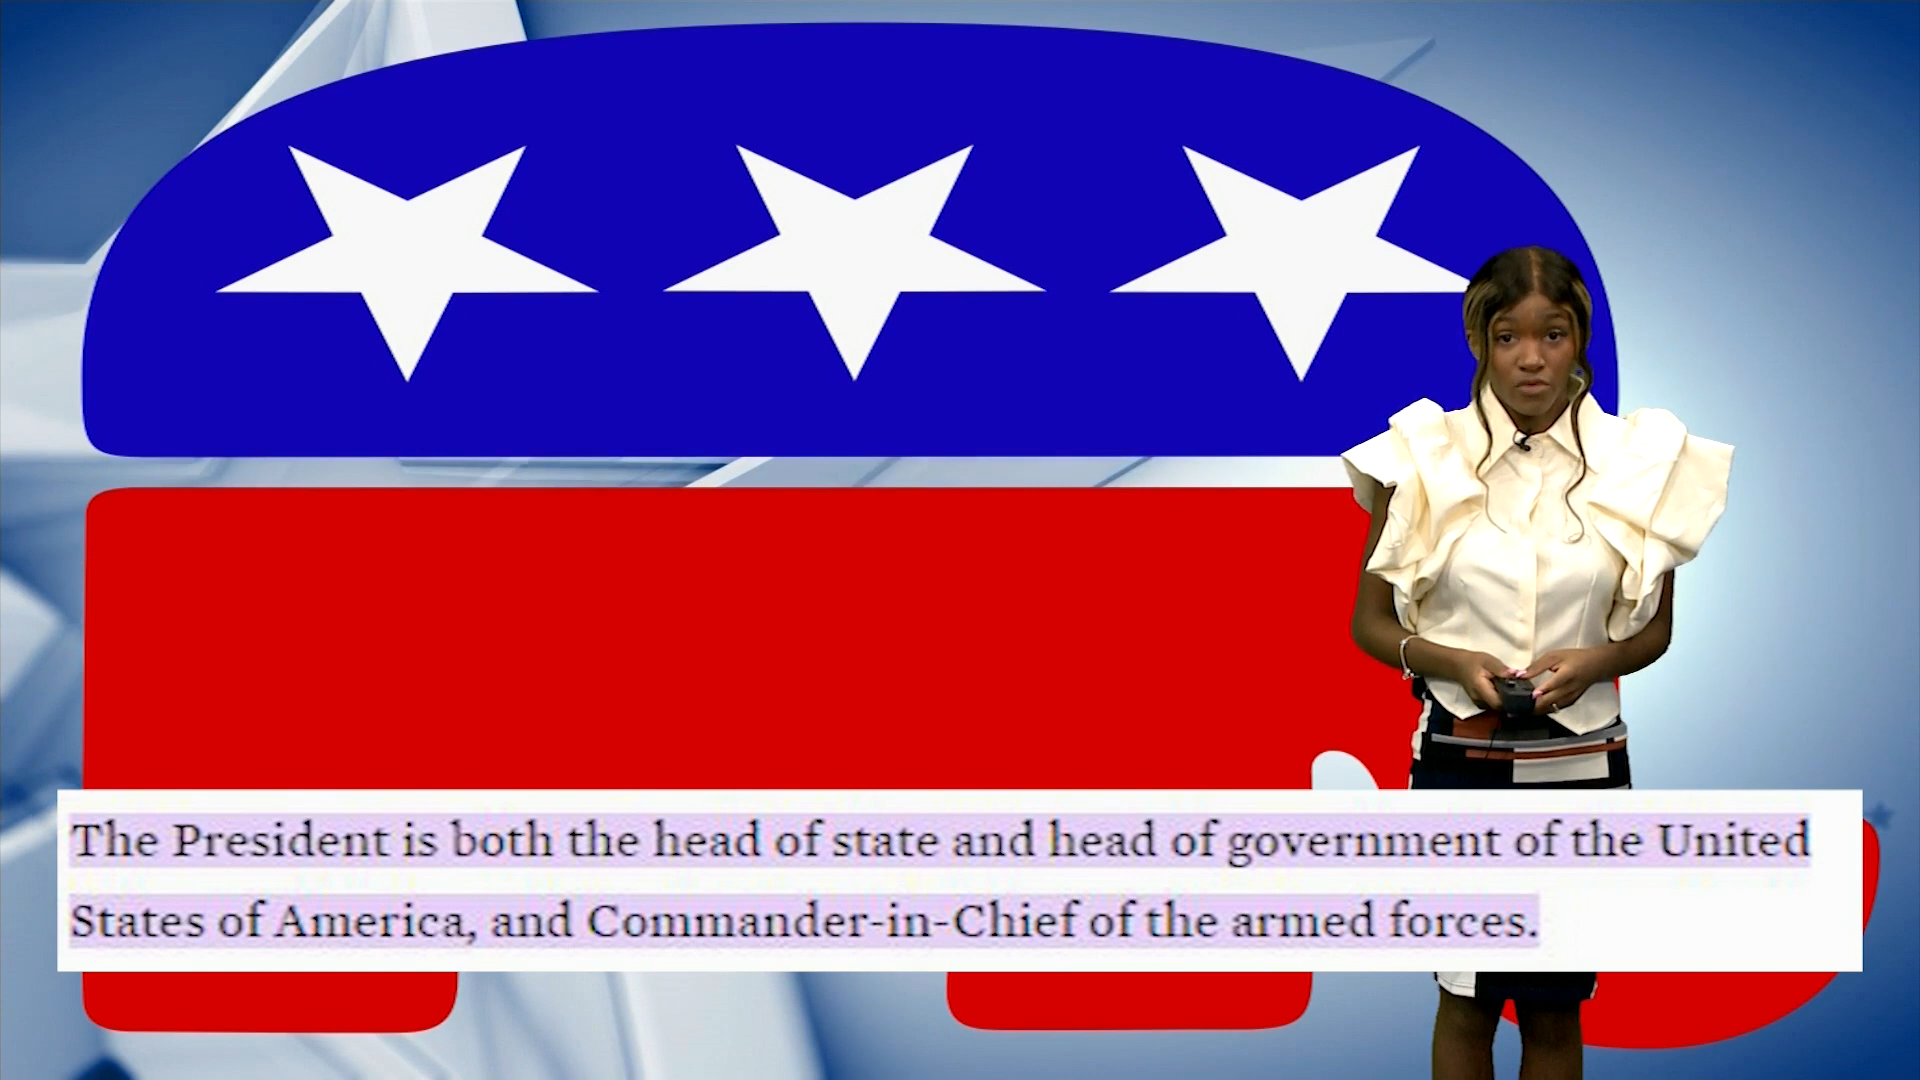 The President is both the head of state and head of government of the United
States of America, and Commander-in-Chief of the armed forces.